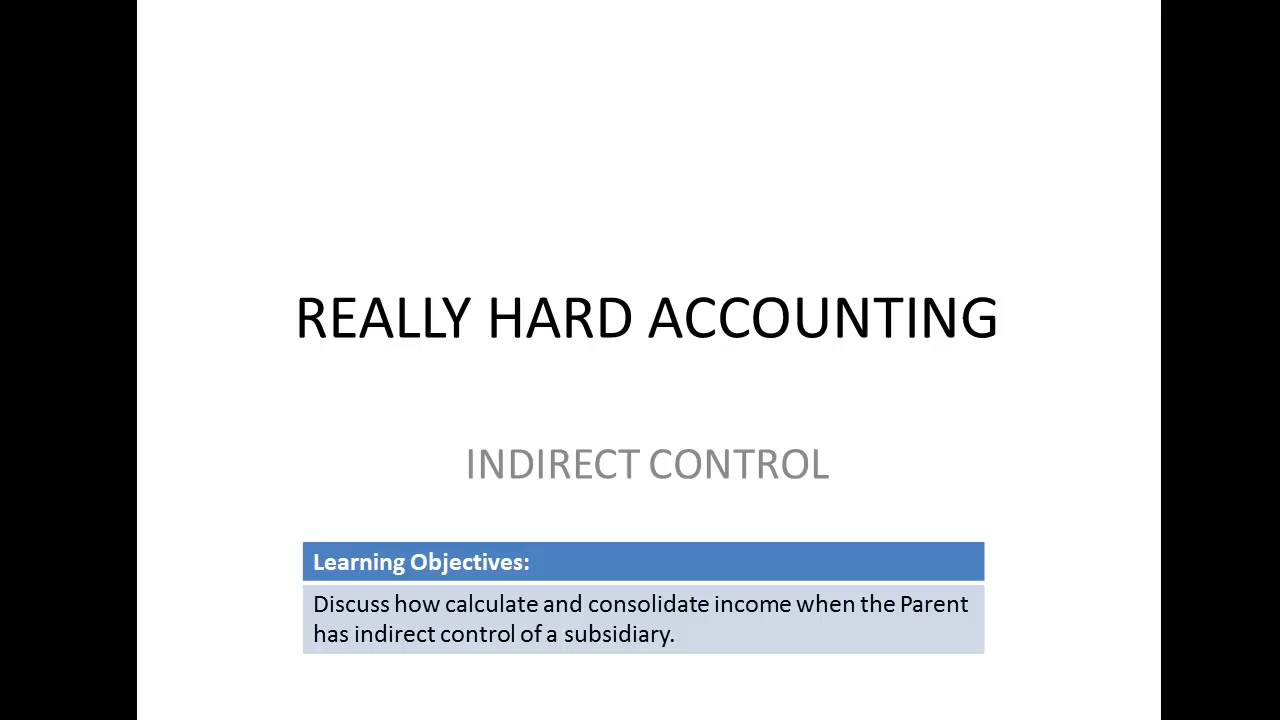 REALLY HARD ACCOUNTING
INDIRECT CONTROL
Learning Objectives:
Discuss how calculate and consolidate income when the Parent
has indirect control of a subsidiary.